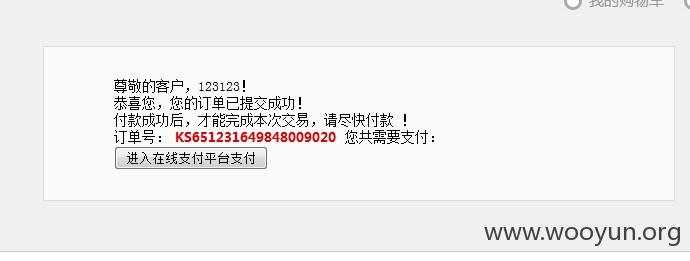 我的购物车
尊敬的客户，123123！
恭喜您，您的订单已提交成功！
付款成功后，才能完成本次交易，请尽快付款 ！
订单号： KS651231649848009020 您共需要支付：
进入在线支付平台支付
www.wooyun.org